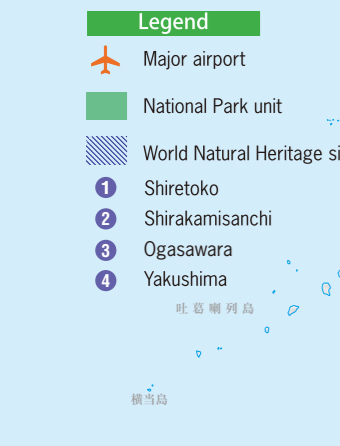 Legend
Major airport
National Park unit
World Natural Heritage si
1 Shiretoko
2 Shirakamisanchi
3 Ogasawara
4 Yakushima
吐噶喇列島
横当島